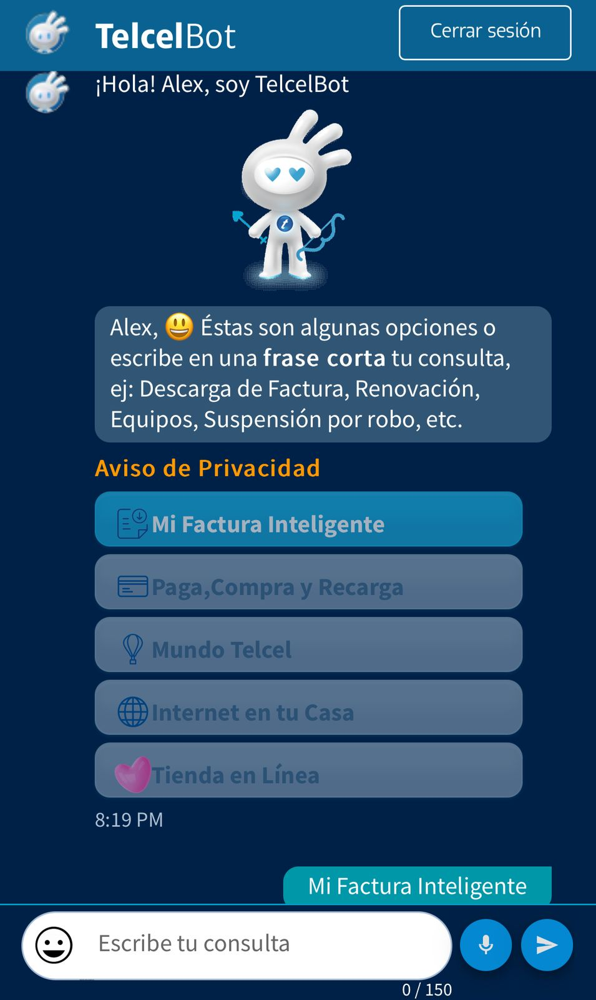 TelcelBot
Cerrar sesión
¡Hola! Alex, soy TelcelBot
t
Alex, 😃 Éstas son algunas opciones o
escribe en una frase corta tu consulta,
ej: Descarga de Factura, Renovación,
Equipos, Suspensión por robo, etc.
Aviso de Privacidad
Mi Factura Inteligente
Paga,Compra y Recarga
Mundo Telcel
Internet en tu Casa
Tienda en Línea
8:19 PM
Mi Factura Inteligente
Escribe tu consulta
0 / 150